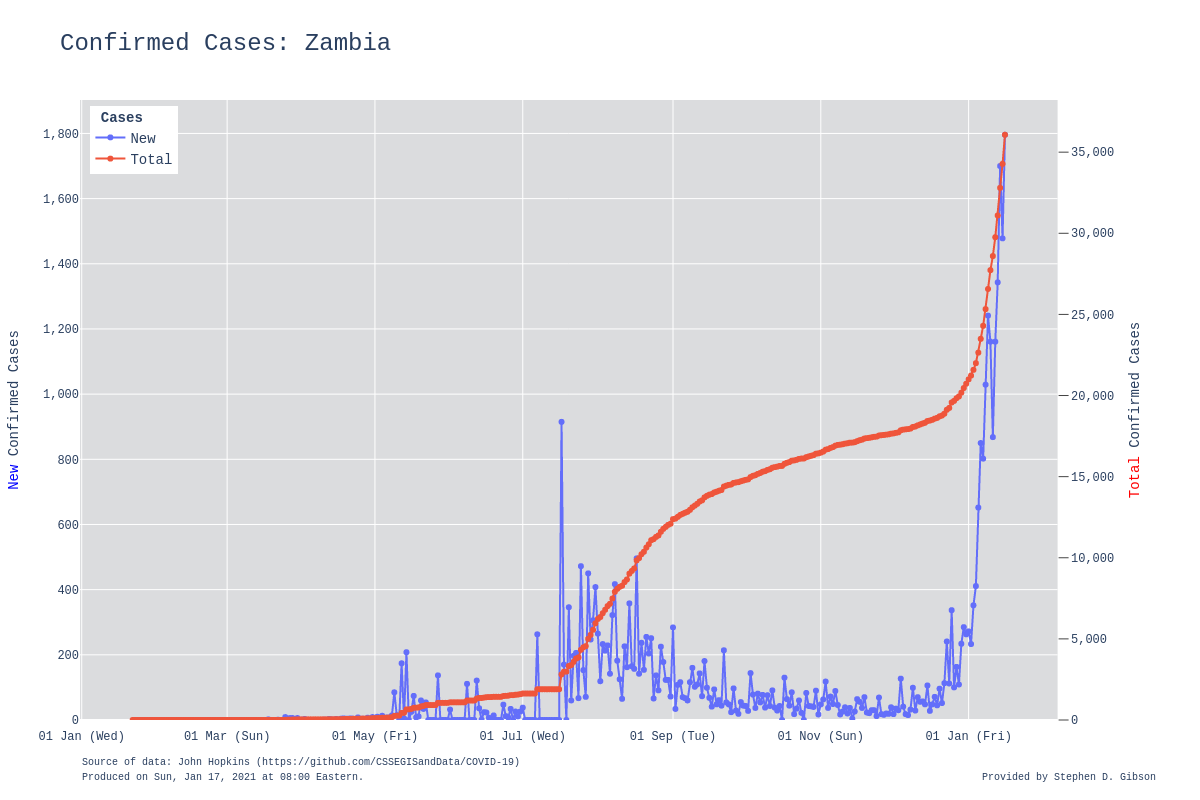 Confirmed Cases: Zambia
Cases
New
Total
1,800
1,600
1,400
1,200
1,000
800
600
400
200
0
New Confirmed Cases
35,000
30,000
25,000
20,000
15,000
10,000
5,000
0
Total Confirmed Cases
01 Jan (Wed) 01 Mar (Sun) 01 May (Fri) 01 Jul (Wed) 01 Sep (Tue) 01 Nov (Sun) 01 Jan (Fri)
Source of data: John Hopkins (https://github.com/CSSEGISandData/COVID-19)
Produced on Sun, Jan 17, 2021 at 08:00 Eastern.
Provided by Stephen D. Gibson